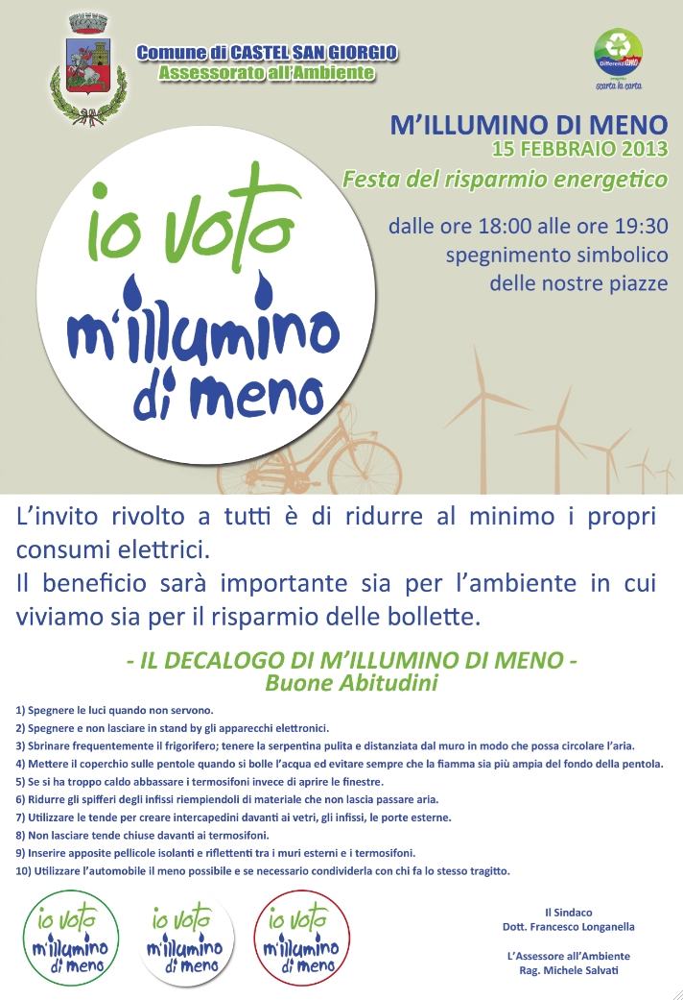 Comune di CASTEL SAN GIORGIO
Assessorato all'Ambiente
DifferenziAMO
progetto
scarta la carta
M'ILLUMINO DI MENO
15 FEBBRAIO 2013
Festa del risparmio energetico
dalle ore 18:00 alle ore 19:30
spegnimento simbolico
delle nostre piazze
io voto
m'illumino
di meno
L'invito rivolto a tutti è di ridurre al minimo i propri
consumi elettrici.
Il beneficio sarà importante sia per l'ambiente in cui
viviamo sia per il risparmio delle bollette.
- IL DECALOGO DI M'ILLUMINO DI MENO -
Buone Abitudini
1) Spegnere le luci quando non servono.
2) Spegnere e non lasciare in stand by gli apparecchi elettronici.
3) Sbrinare frequentemente il frigorifero; tenere la serpentina pulita e distanziata dal muro in modo che possa circolare l'aria.
4) Mettere il coperchio sulle pentole quando si bolle l'acqua ed evitare sempre che la fiamma sia più ampia del fondo della pentola.
5) Se si ha troppo caldo abbassare i termosifoni invece di aprire le finestre.
6) Ridurre gli spifferi degli infissi riempiendoli di materiale che non lascia passare aria.
7) Utilizzare le tende per creare intercapedini davanti ai vetri, gli infissi, le porte esterne.
8) Non lasciare tende chiuse davanti ai termosifoni.
9) Inserire apposite pellicole isolanti e riflettenti tra i muri esterni e i termosifoni.
10) Utilizzare l'automobile il meno possibile e se necessario condividerla con chi fa lo stesso tragitto.
io voto
m'illumino
di meno
io voto
m'illumino
di meno
io voto
m'illumino
di meno
Il Sindaco
Dott. Francesco Longanella
L'Assessore all'Ambiente
Rag. Michele Salvati